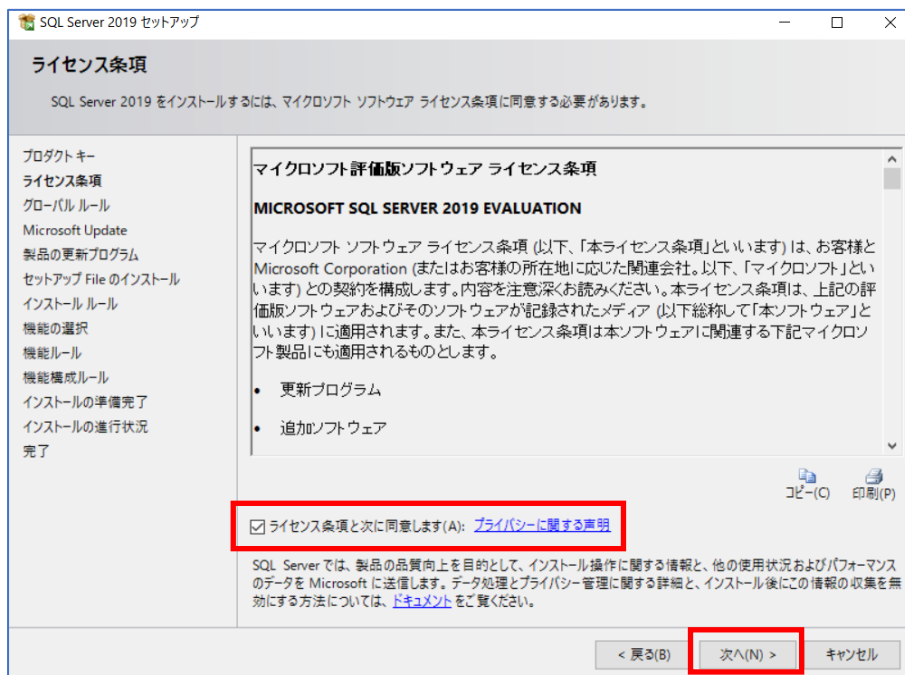 SQL Server 2019 セットアップ
ライセンス条項
SQL Server 2019 をインストールするには、マイクロソフト ソフトウェア ライセンス条項に同意する必要があります。
プロダクト キー
ライセンス条項
グローバル ルール
Microsoft Update
製品の更新プログラム
セットアップ File のインストール
インストール ルール
機能の選択
機能ルール
機能構成ルール
インストールの準備完了
インストールの進行状況
完了
マイクロソフト評価版ソフトウェア ライセンス条項
MICROSOFT SQL SERVER 2019 EVALUATION
マイクロソフト ソフトウェア ライセンス条項 (以下、「本ライセンス条項」といいます) は、お客様と
Microsoft Corporation (またはお客様の所在地に応じた関連会社。以下、「マイクロソフト」とい
います) との契約を構成します。内容を注意深くお読みください。本ライセンス条項は、上記の評
価版ソフトウェアおよびそのソフトウェアが記録されたメディア (以下総称して「本ソフトウェア」と
いいます) に適用されます。また、本ライセンス条項は本ソフトウェアに関連する下記マイクロソ
フト製品にも適用されるものとします。
• 更新プログラム
• 追加ソフトウェア
コピー(C) 印刷(P)
ライセンス条項と次に同意します(A): プライバシーに関する声明
SQL Server では、製品の品質向上を目的として、インストール操作に関する情報と、他の使用状況およびパフォーマンス
のデータを Microsoft に送信します。データ処理とプライバシー管理に関する詳細と、インストール後にこの情報の収集を無
効にする方法については、ドキュメント をご覧ください。
< 戻る(B) 次へ(N) > キャンセル